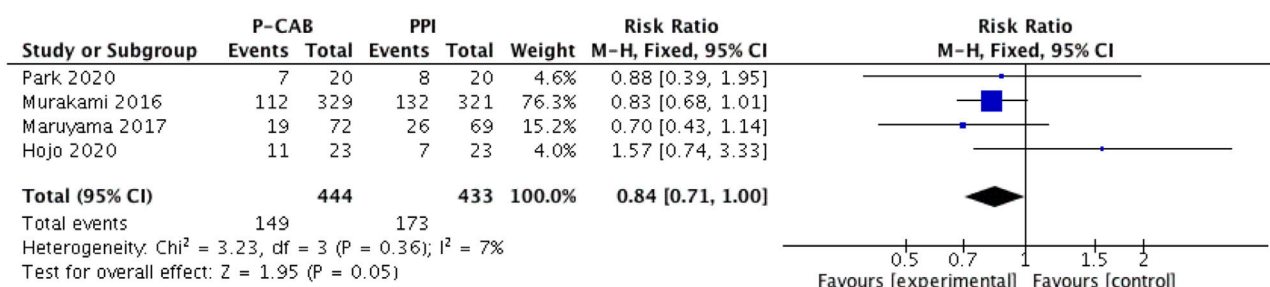 P-CAB PPI Risk Ratio Risk Ratio
Study or Subgroup Events Total Events Total Weight M-H, Fixed, 95% CI M-H, Fixed, 95% CI
Park 2020 7 20 8 20 4.6% 0.88 [0.39, 1.95]
Murakami 2016 112 329 132 321 76.3% 0.83 [0.68, 1.01]
Maruyama 2017 19 72 26 69 15.2% 0.70 [0.43, 1.14]
Hojo 2020 11 23 7 23 4.0% 1.57 [0.74, 3.33]
Total (95% CI) 444 433 100.0% 0.84 [0.71, 1.00]
Total events 149 173
Heterogeneity: Chi² = 3.23, df = 3 (P = 0.36); I² = 7%
Test for overall effect: Z = 1.95 (P = 0.05)
0.5 0.7 1 1.5 2
Favours [experimental] Favours [control]